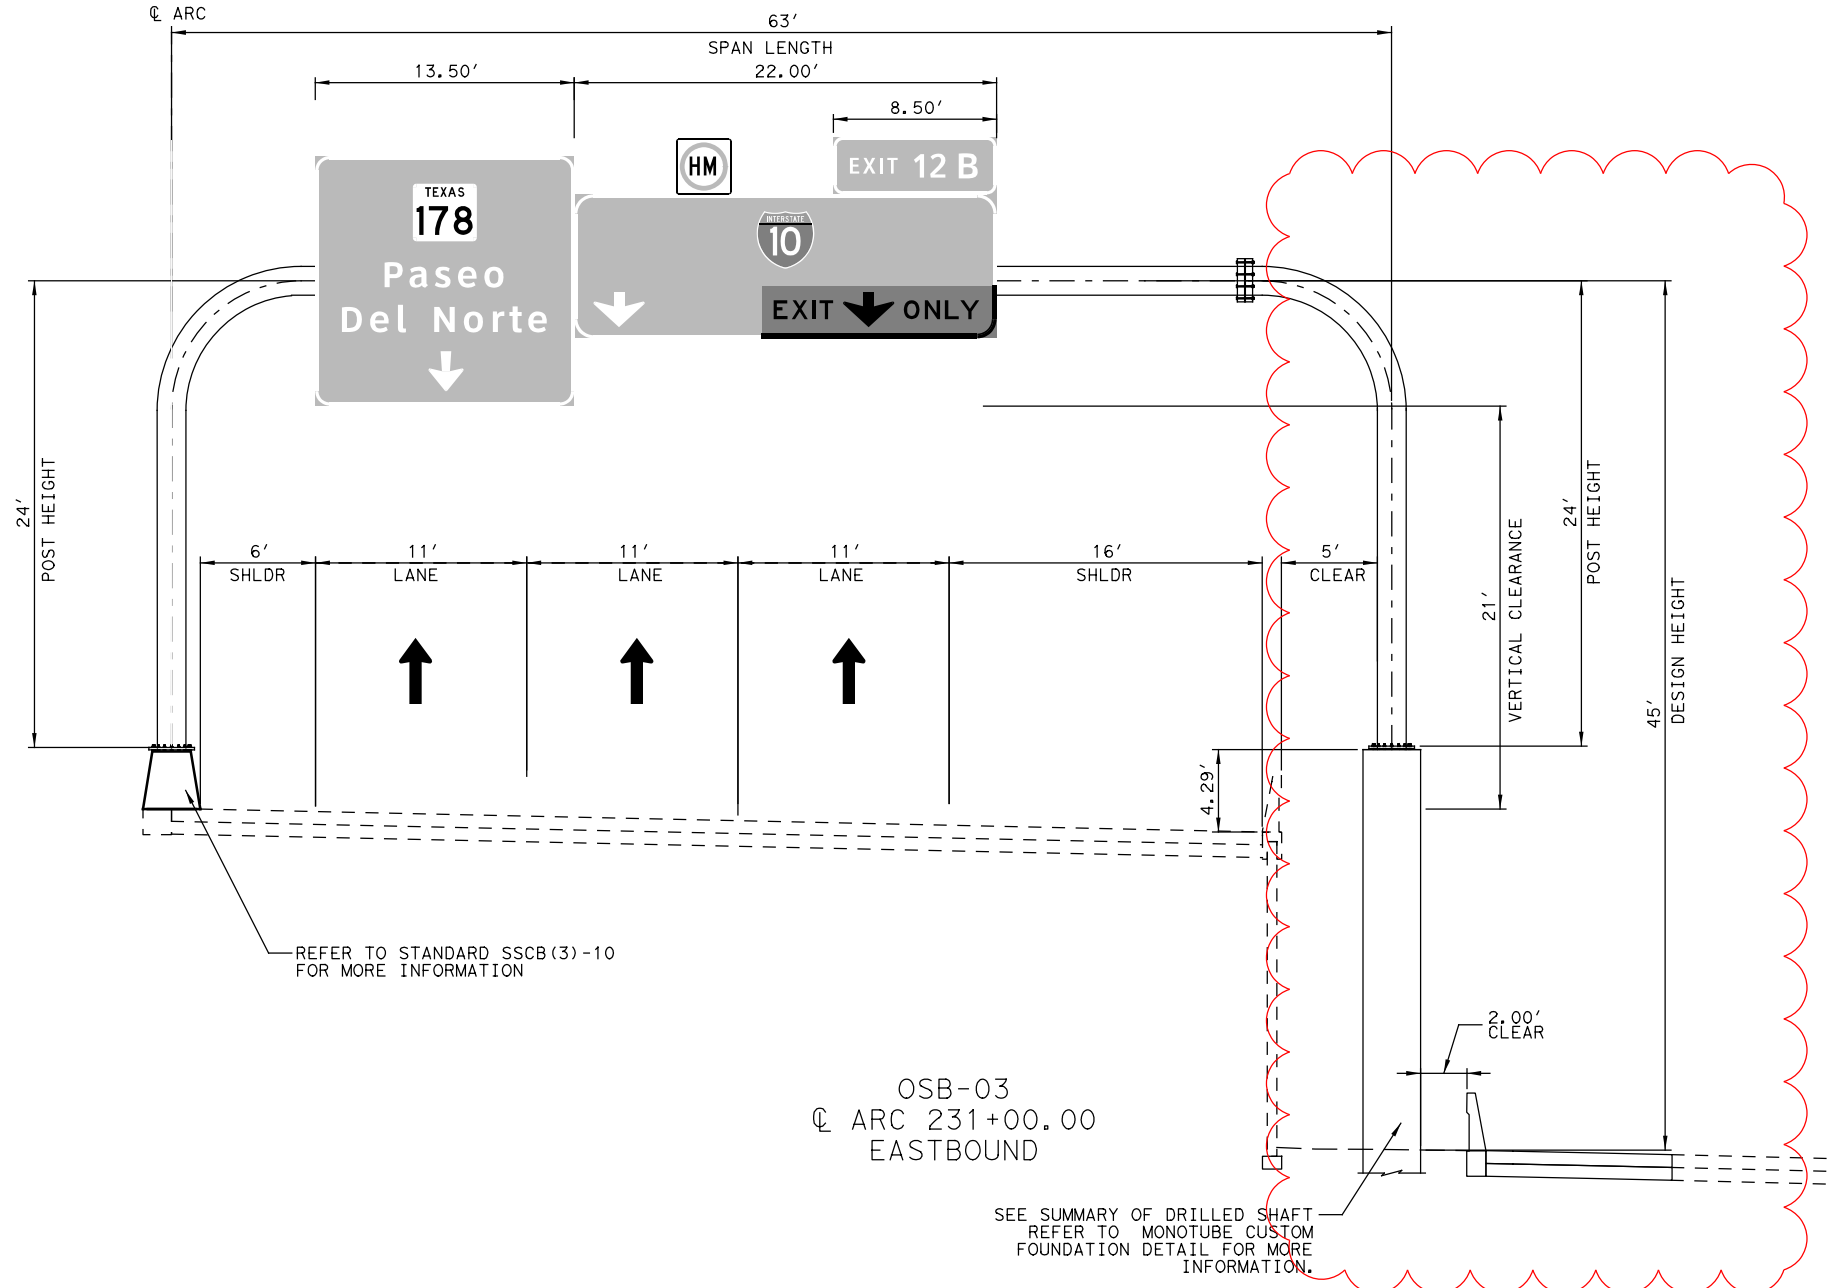 ℄ ARC
63'
SPAN LENGTH
13.50'
22.00'
8.50'
HM
EXIT 12 B
TEXAS
178
Paseo
Del Norte
INTERSTATE
10
EXIT ONLY
24'
POST HEIGHT
6'
SHLDR
11'
LANE
11'
LANE
11'
LANE
16'
SHLDR
5'
CLEAR
21'
VERTICAL CLEARANCE
24'
POST HEIGHT
45'
DESIGN HEIGHT
4.29'
REFER TO STANDARD SSCB(3)-10
FOR MORE INFORMATION
2.00'
CLEAR
OSB-03
℄ ARC 231+00.00
EASTBOUND
SEE SUMMARY OF DRILLED SHAFT
REFER TO MONOTUBE CUSTOM
FOUNDATION DETAIL FOR MORE
INFORMATION.